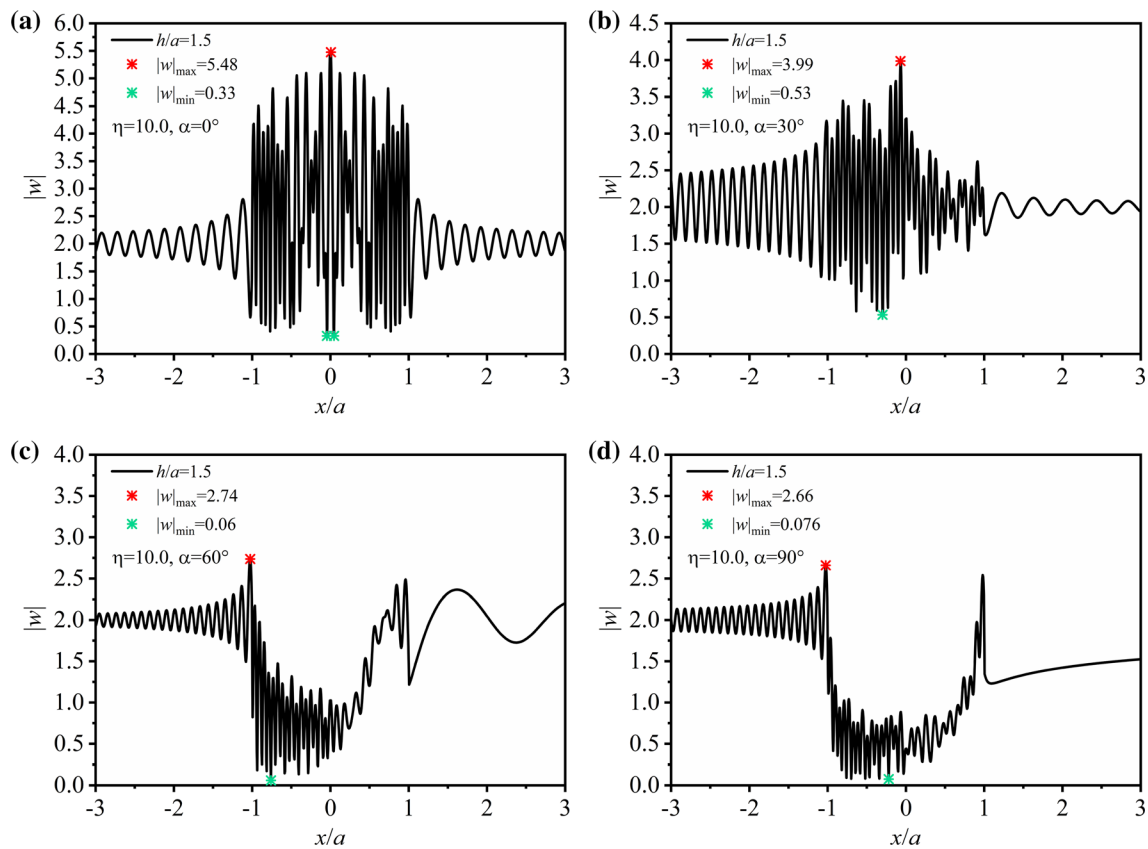 (a)
6.0
5.5
5.0
4.5
4.0
3.5
3.0
2.5
2.0
1.5
1.0
0.5
0.0
|w|
h/a=1.5
|w|max=5.48
|w|min=0.33
η=10.0, α=0°
-3 -2 -1 0 1 2 3
x/a
(b)
4.5
4.0
3.5
3.0
2.5
2.0
1.5
1.0
0.5
0.0
|w|
h/a=1.5
|w|max=3.99
|w|min=0.53
η=10.0, α=30°
-3 -2 -1 0 1 2 3
x/a
(c)
4.0
3.5
3.0
2.5
2.0
1.5
1.0
0.5
0.0
|w|
h/a=1.5
|w|max=2.74
|w|min=0.06
η=10.0, α=60°
-3 -2 -1 0 1 2 3
x/a
(d)
4.0
3.5
3.0
2.5
2.0
1.5
1.0
0.5
0.0
|w|
h/a=1.5
|w|max=2.66
|w|min=0.076
η=10.0, α=90°
-3 -2 -1 0 1 2 3
x/a